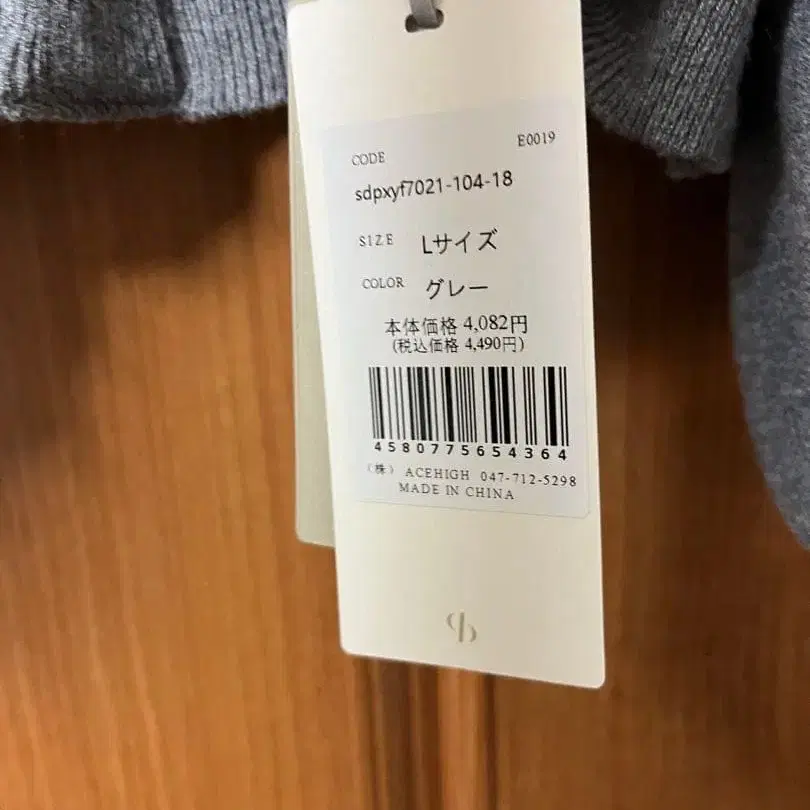 CODE E0019
sdpxyf7021-104-18
SIZE Lサイズ
COLOR グレー
本体価格 4,082円
(税込価格 4,490円)
4580775654364
(株) ACEHIGH 047-712-5298
MADE IN CHINA